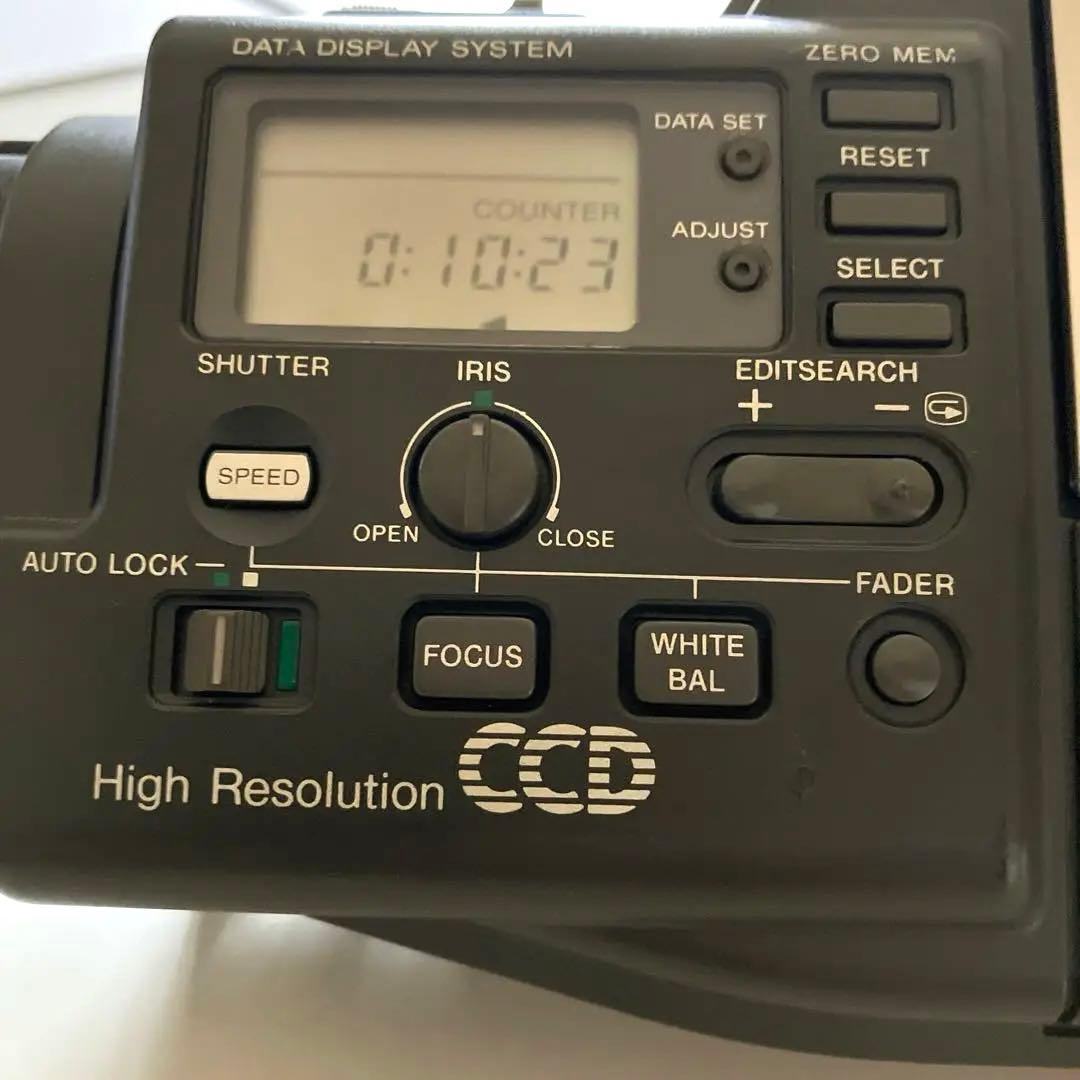 DATA DISPLAY SYSTEM
ZERO MEM
DATA SET
RESET
COUNTER
ADJUST
0:10:23
SELECT
SHUTTER
IRIS
EDITSEARCH
+ −
SPEED
OPEN
CLOSE
AUTO LOCK
FADER
FOCUS
WHITE
BAL
High Resolution CCD